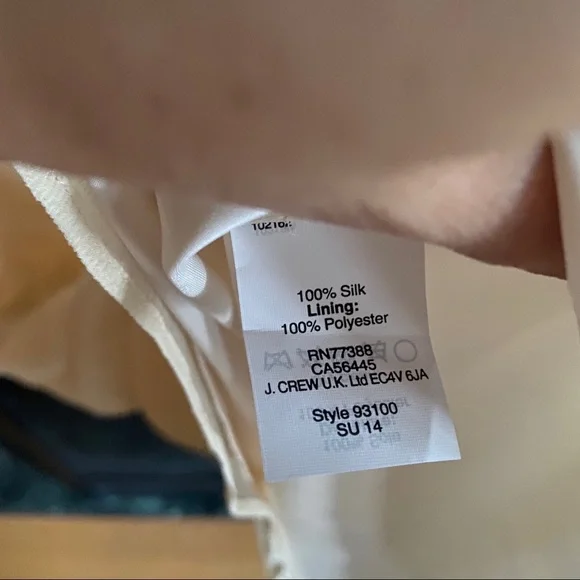 100% Silk
Lining:
100% Polyester
RN77388
CA56445
J. CREW U.K. Ltd EC4V 6JA
Style 93100
SU 14